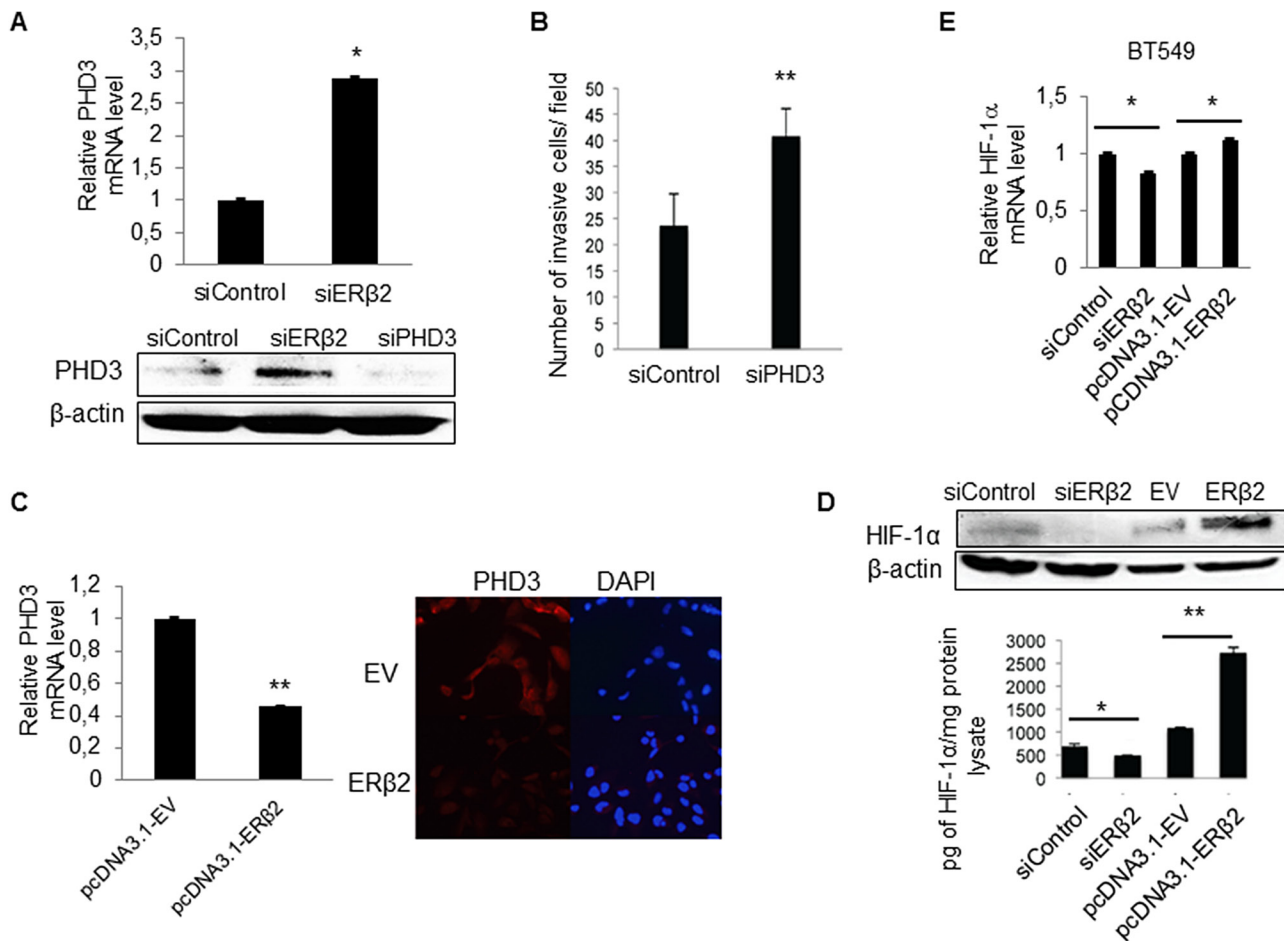 A
Relative PHD3
mRNA level
3,5
3
2,5
2
1,5
1
0,5
0
*
siControl
siERβ2
siControl siERβ2 siPHD3
PHD3
β-actin
B
Number of invasive cells/ field
50
45
40
35
30
25
20
15
10
5
0
**
siControl
siPHD3
E
BT549
Relative HIF-1α
mRNA level
1,5
1
0,5
0
*
*
siControl
siERβ2
pcDNA3.1-EV
pCDNA3.1-ERβ2
C
Relative PHD3
mRNA level
1,2
1
0,8
0,6
0,4
0,2
0
**
pcDNA3.1-EV
pcDNA3.1-ERβ2
PHD3 DAPI
EV
ERβ2
D
siControl siERβ2 EV ERβ2
HIF-1α
β-actin
pg of HIF-1α/mg protein
lysate
3000
2500
2000
1500
1000
500
0
*
**
siControl
siERβ2
pcDNA3.1-EV
pcDNA3.1-ERβ2